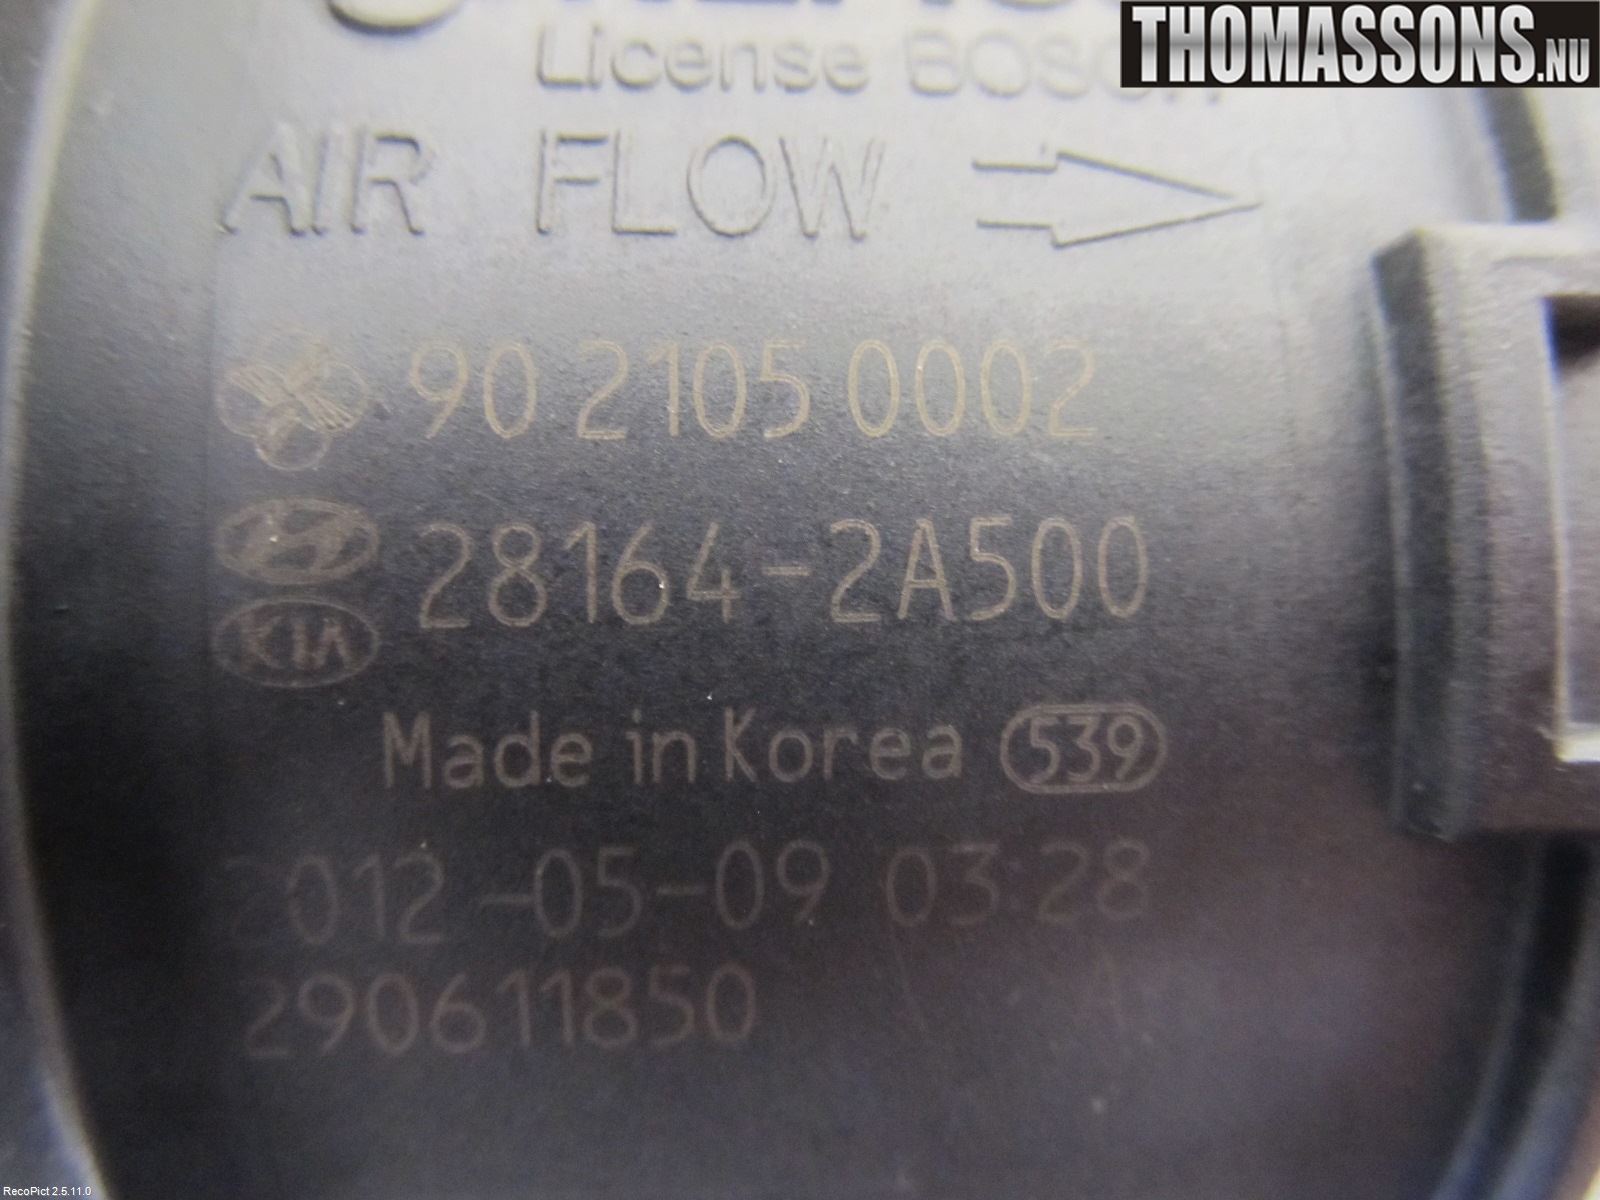 THOMASSONS.NU
License BOSCH
AIR FLOW
90 2105 0002
28164-2A500
KIA
Made in Korea 539
2012-05-09 03:28
290611850
RecoPict 2.5.11.0